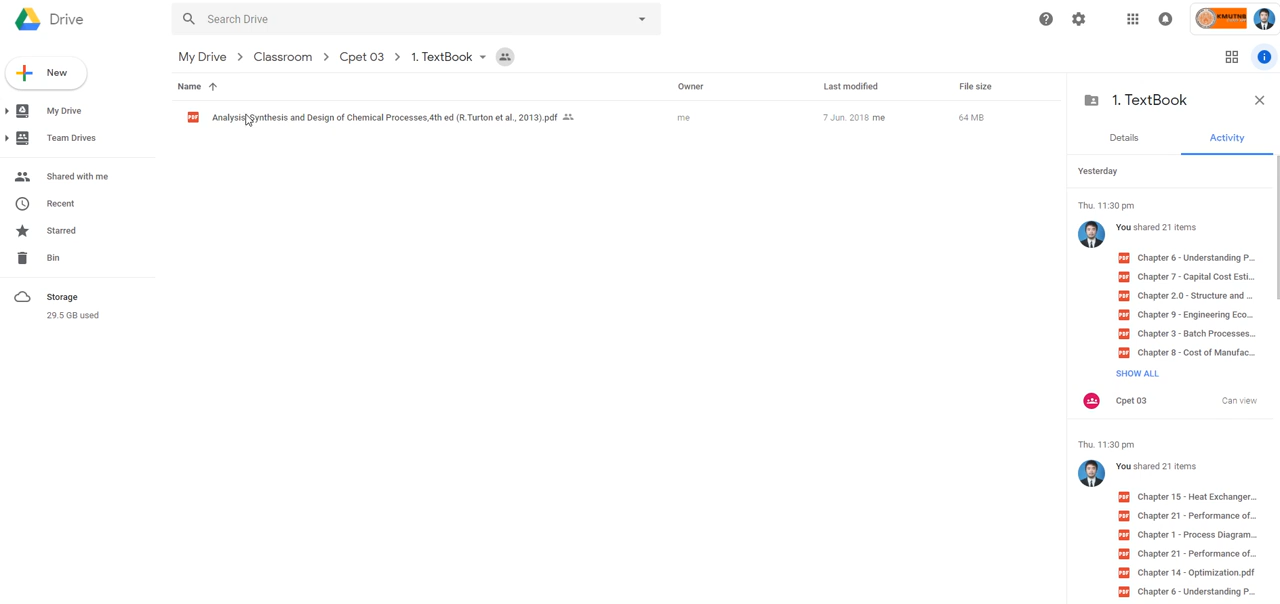 Drive
Search Drive
KMUTNB
My Drive > Classroom > Cpet 03 > 1. TextBook
New
Name
Owner
Last modified
File size
1. TextBook
My Drive
Analysis, Synthesis and Design of Chemical Processes,4th ed (R.Turton et al., 2013).pdf
me
7 Jun. 2018 me
64 MB
Team Drives
Details
Activity
Shared with me
Yesterday
Recent
Thu. 11:30 pm
Starred
You shared 21 items
Bin
Chapter 6 - Understanding P...
Chapter 7 - Capital Cost Esti...
Storage
Chapter 2.0 - Structure and ...
29.5 GB used
Chapter 9 - Engineering Eco...
Chapter 3 - Batch Processes...
Chapter 8 - Cost of Manufac...
SHOW ALL
Cpet 03
Can view
Thu. 11:30 pm
You shared 21 items
Chapter 15 - Heat Exchanger...
Chapter 21 - Performance of...
Chapter 1 - Process Diagram...
Chapter 21 - Performance of...
Chapter 14 - Optimization.pdf
Chapter 6 - Understanding P...